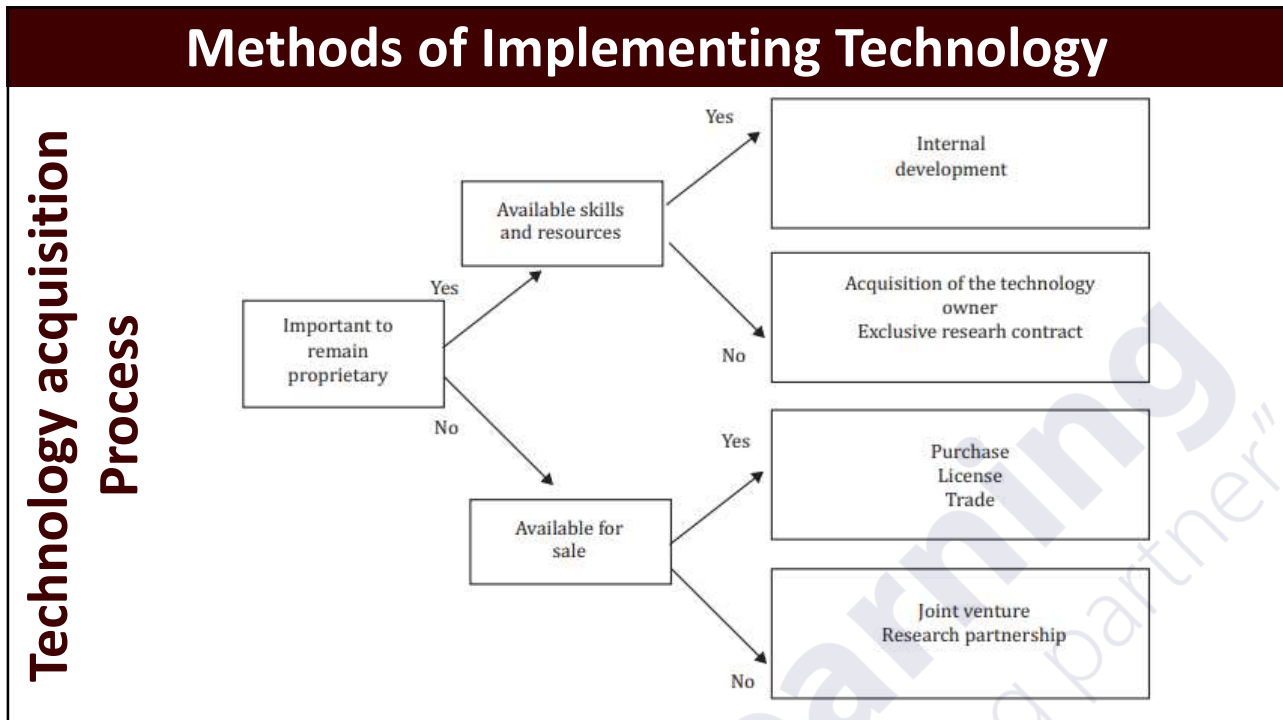 Methods of Implementing Technology
Technology acquisition
Process
Important to
remain
proprietary
Yes
No
Available skills
and resources
Yes
No
Internal
development
Acquisition of the technology
owner
Exclusive researh contract
Available for
sale
Yes
No
Purchase
License
Trade
Joint venture
Research partnership
arning
partner”